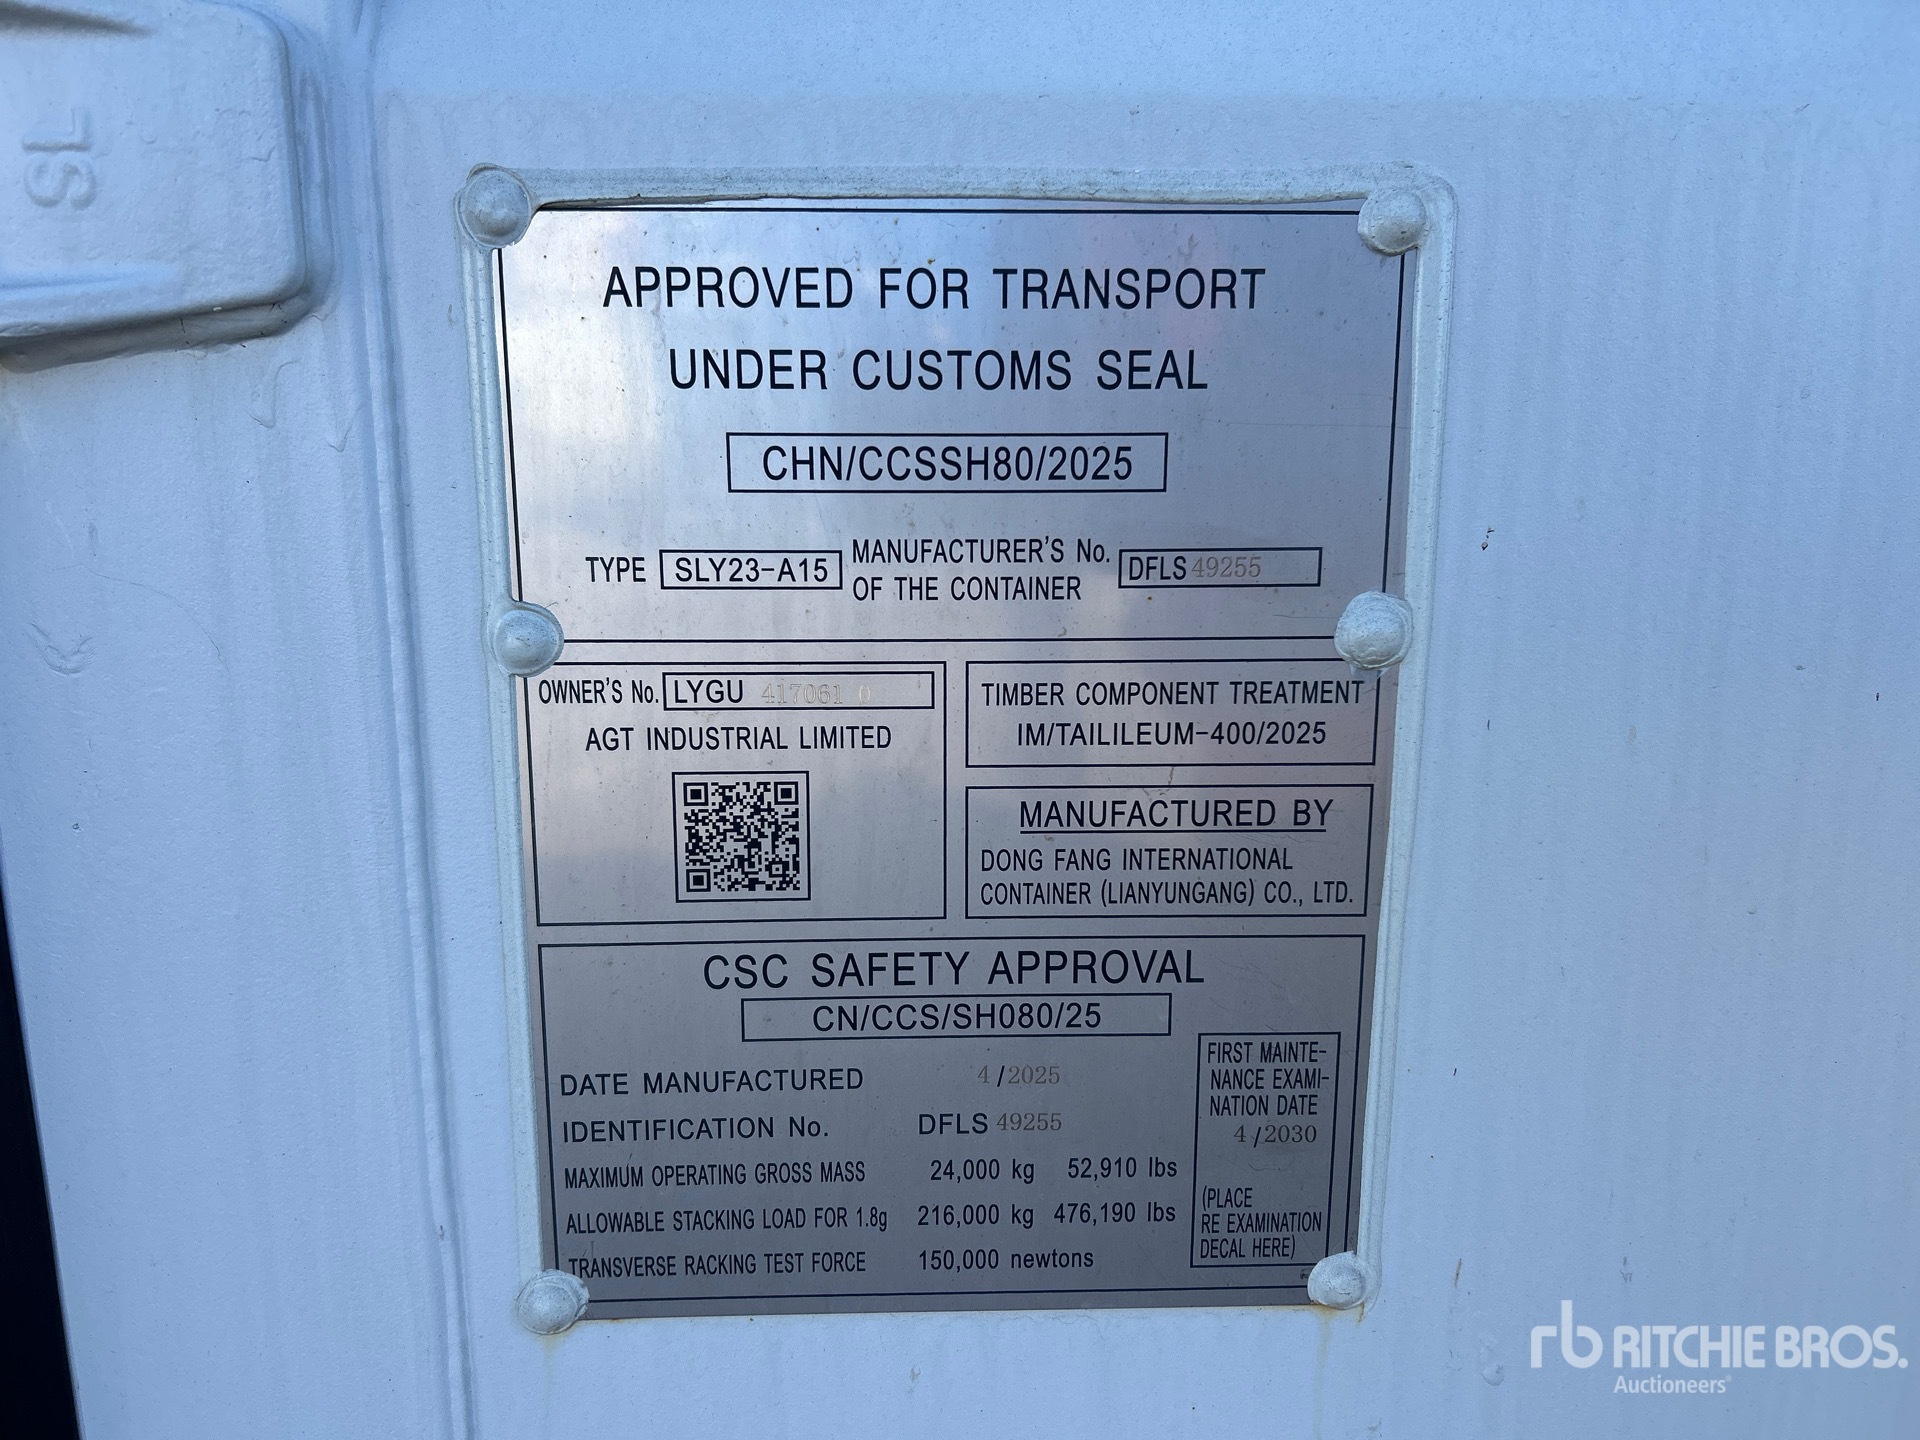 SL
APPROVED FOR TRANSPORT
UNDER CUSTOMS SEAL
CHN/CCSSH80/2025
TYPE SLY23-A15 MANUFACTURER'S No. OF THE CONTAINER DFLS 49255
OWNER'S No. LYGU 417061 0
AGT INDUSTRIAL LIMITED
TIMBER COMPONENT TREATMENT
IM/TAILILEUM-400/2025
MANUFACTURED BY
DONG FANG INTERNATIONAL
CONTAINER (LIANYUNGANG) CO., LTD.
CSC SAFETY APPROVAL
CN/CCS/SH080/25
DATE MANUFACTURED 4/2025
IDENTIFICATION No. DFLS 49255
MAXIMUM OPERATING GROSS MASS 24,000 kg 52,910 lbs
ALLOWABLE STACKING LOAD FOR 1.8g 216,000 kg 476,190 lbs
TRANSVERSE RACKING TEST FORCE 150,000 newtons
FIRST MAINTE-
NANCE EXAMI-
NATION DATE
4/2030
(PLACE
RE EXAMINATION
DECAL HERE)
rb RITCHIE BROS.
Auctioneers